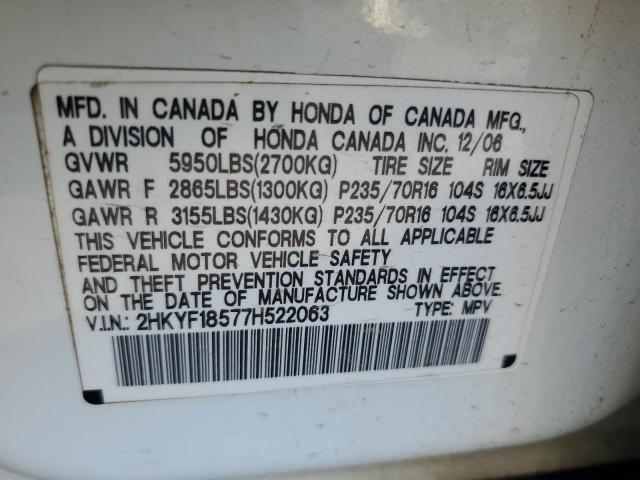 MFD. IN CANADA BY HONDA OF CANADA MFG.,
A DIVISION OF HONDA CANADA INC. 12/06
GVWR 5950LBS(2700KG) TIRE SIZE RIM SIZE
GAWR F 2865LBS(1300KG) P235/70R16 104S 16X6.5JJ
GAWR R 3155LBS(1430KG) P235/70R16 104S 16X6.5JJ
THIS VEHICLE CONFORMS TO ALL APPLICABLE
FEDERAL MOTOR VEHICLE SAFETY
AND THEFT PREVENTION STANDARDS IN EFFECT
ON DATE OF MANUFACTURE SHOWN ABOVE.
V.I.N.: 2HKYF18577H522063 TYPE: MPV